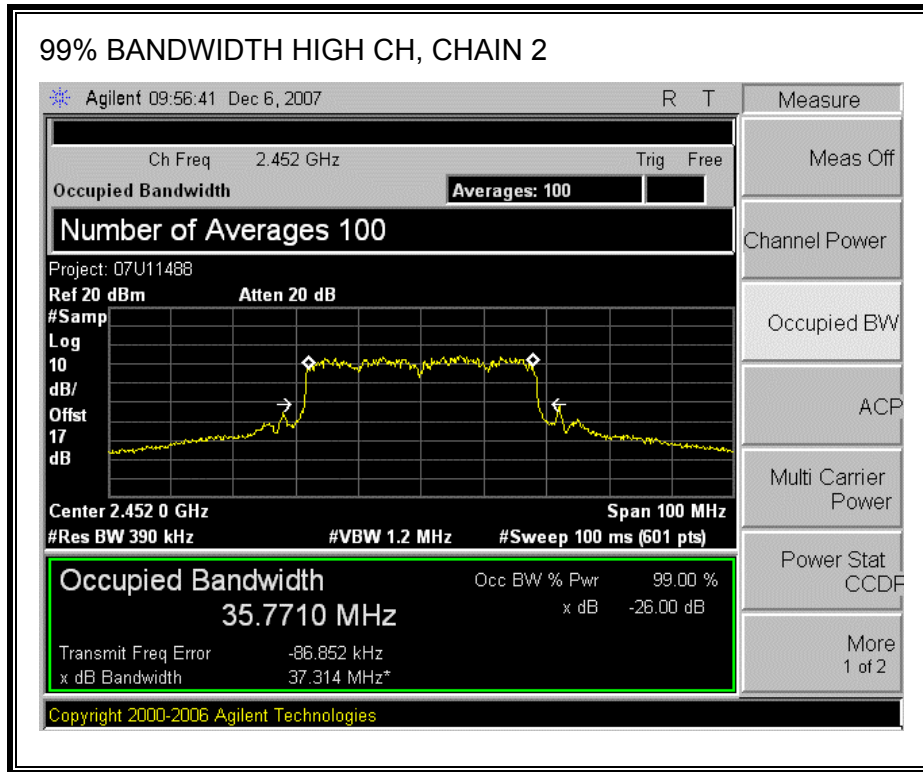 99% BANDWIDTH HIGH CH, CHAIN 2
Agilent 09:56:41 Dec 6, 2007 R T
Measure
Ch Freq 2.452 GHz Trig Free
Occupied Bandwidth Averages: 100
Number of Averages 100
Project: 07U11488
Ref 20 dBm Atten 20 dB
#Samp
Log
10
dB/
Offst
17
dB
Center 2.452 0 GHz Span 100 MHz
#Res BW 390 kHz #VBW 1.2 MHz #Sweep 100 ms (601 pts)
Occupied Bandwidth Occ BW % Pwr 99.00 %
35.7710 MHz x dB -26.00 dB
Transmit Freq Error -86.852 kHz
x dB Bandwidth 37.314 MHz*
Copyright 2000-2006 Agilent Technologies
Meas Off
Channel Power
Occupied BW
ACP
Multi Carrier
Power
Power Stat
CCDF
More
1 of 2